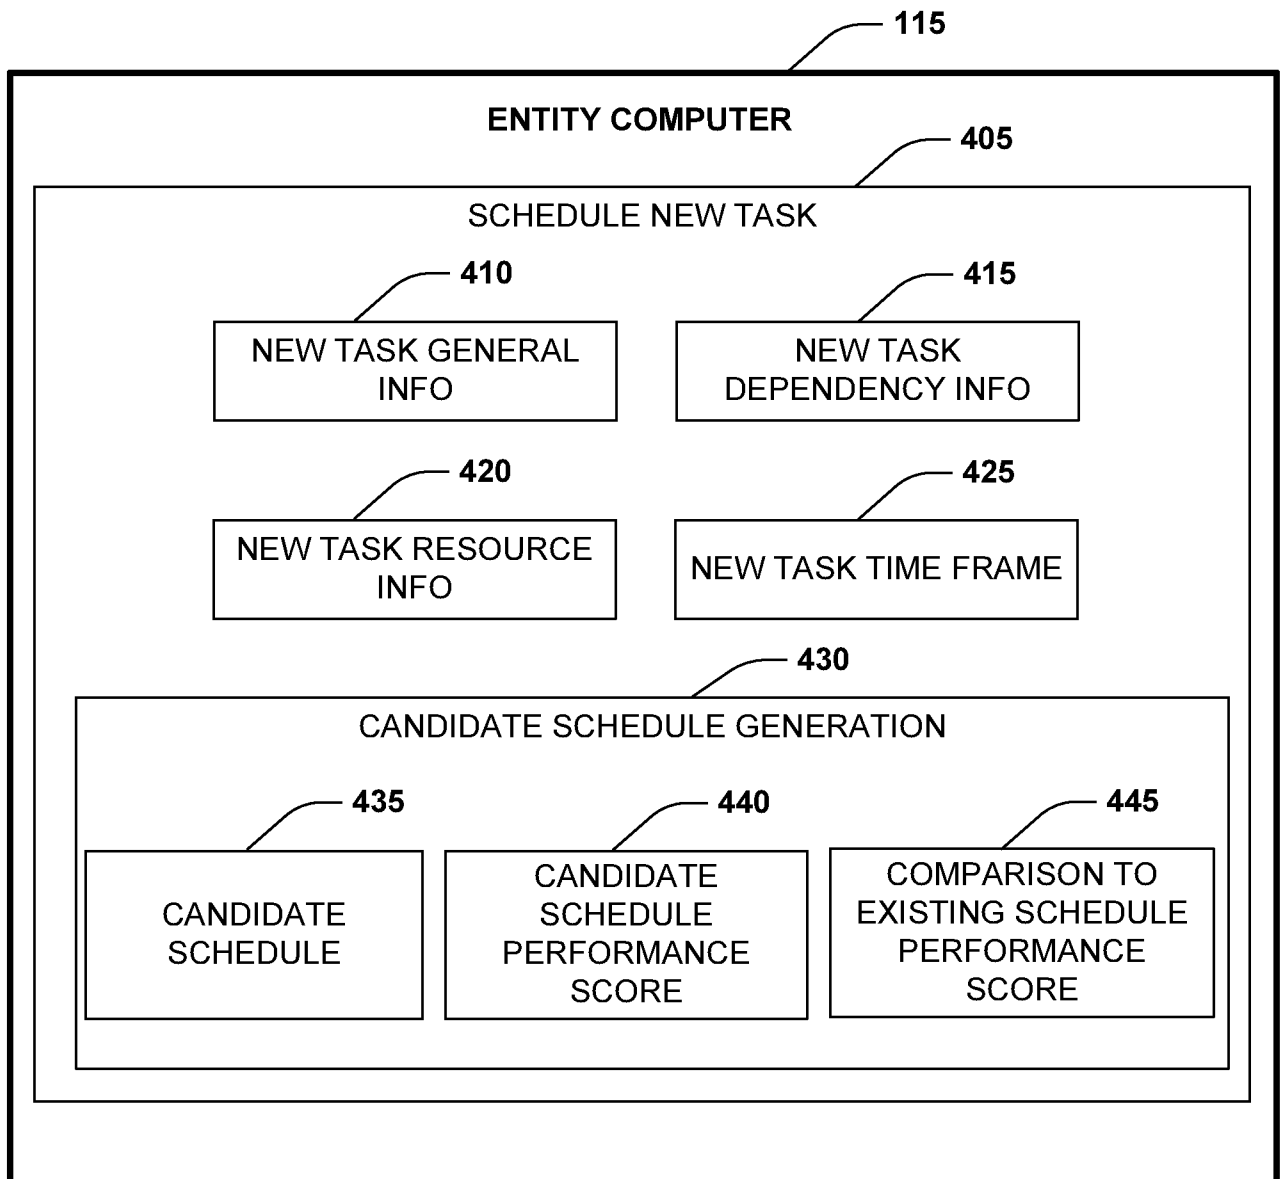 115
ENTITY COMPUTER
405
SCHEDULE NEW TASK
410
415
NEW TASK GENERAL
INFO
NEW TASK
DEPENDENCY INFO
420
425
NEW TASK RESOURCE
INFO
NEW TASK TIME FRAME
430
CANDIDATE SCHEDULE GENERATION
435
440
445
CANDIDATE
SCHEDULE
CANDIDATE
SCHEDULE
PERFORMANCE
SCORE
COMPARISON TO
EXISTING SCHEDULE
PERFORMANCE
SCORE